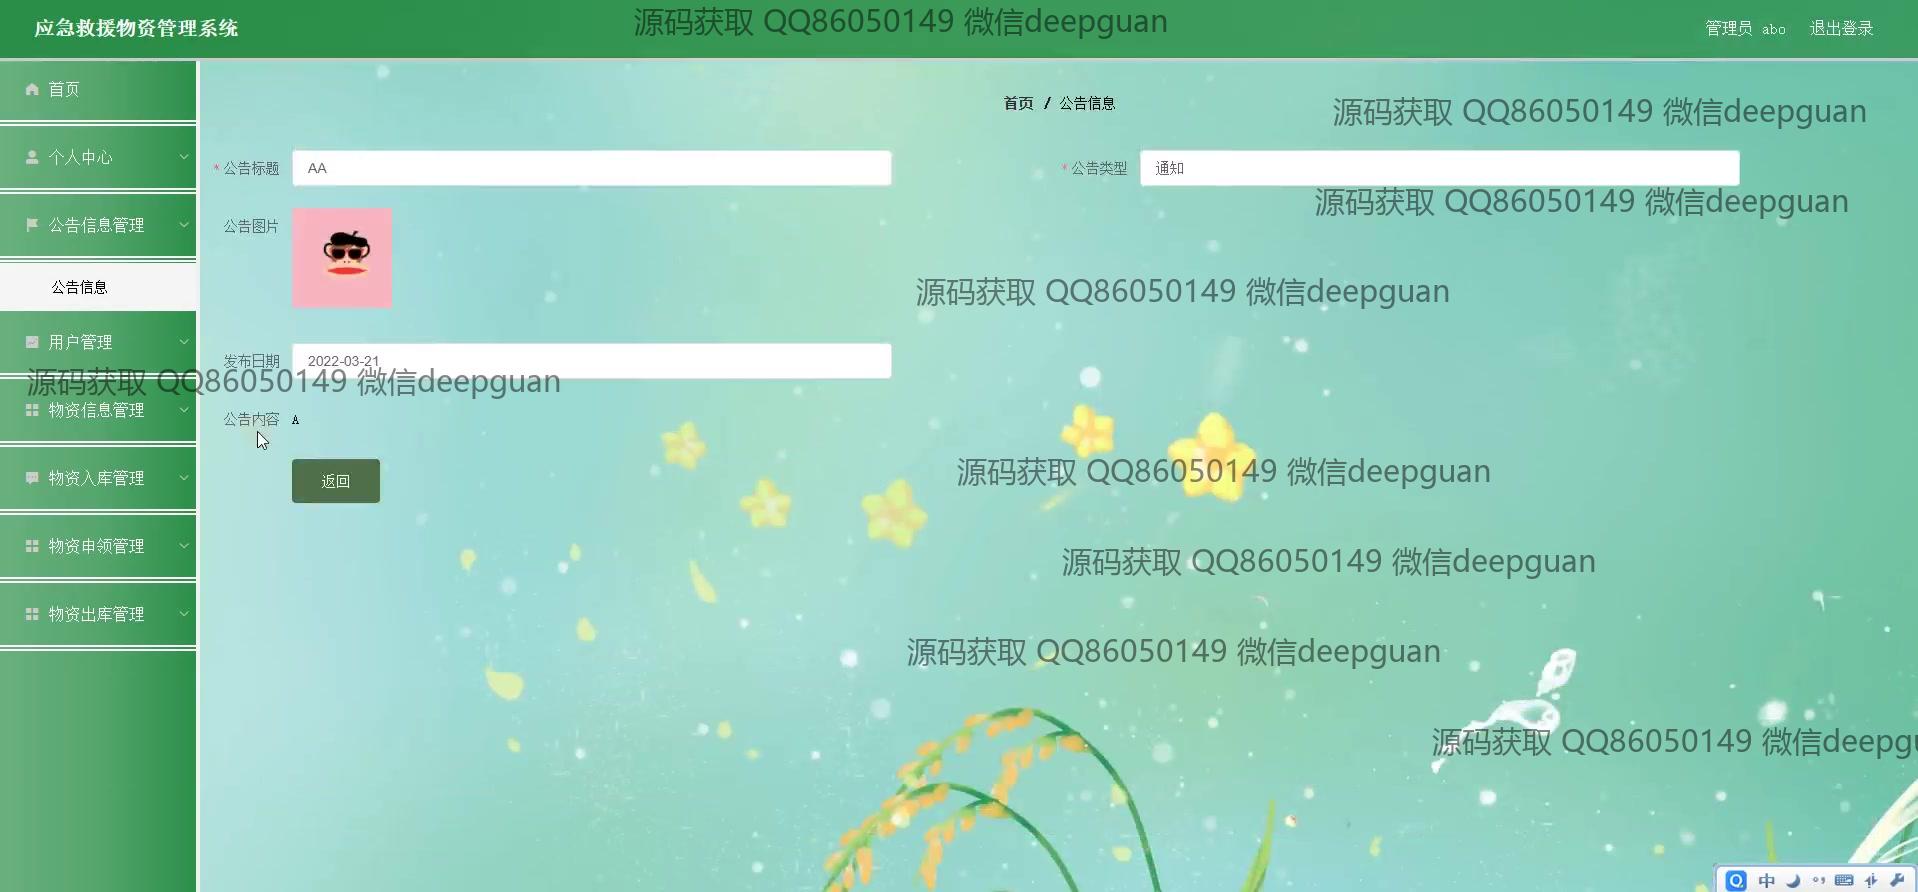 应急救援物资管理系统
源码获取 QQ86050149 微信deepguan
管理员 abo
退出登录
首页
首页 / 公告信息
源码获取 QQ86050149 微信deepguan
个人中心
* 公告标题 AA
* 公告类型 通知
源码获取 QQ86050149 微信deepguan
公告信息管理
公告图片
公告信息
源码获取 QQ86050149 微信deepguan
用户管理
发布日期 2022-03-21
源码获取 QQ86050149 微信deepguan
物资信息管理
公告内容 A
物资入库管理
返回
源码获取 QQ86050149 微信deepguan
物资申领管理
源码获取 QQ86050149 微信deepguan
物资出库管理
源码获取 QQ86050149 微信deepguan
源码获取 QQ86050149 微信deepgu
中